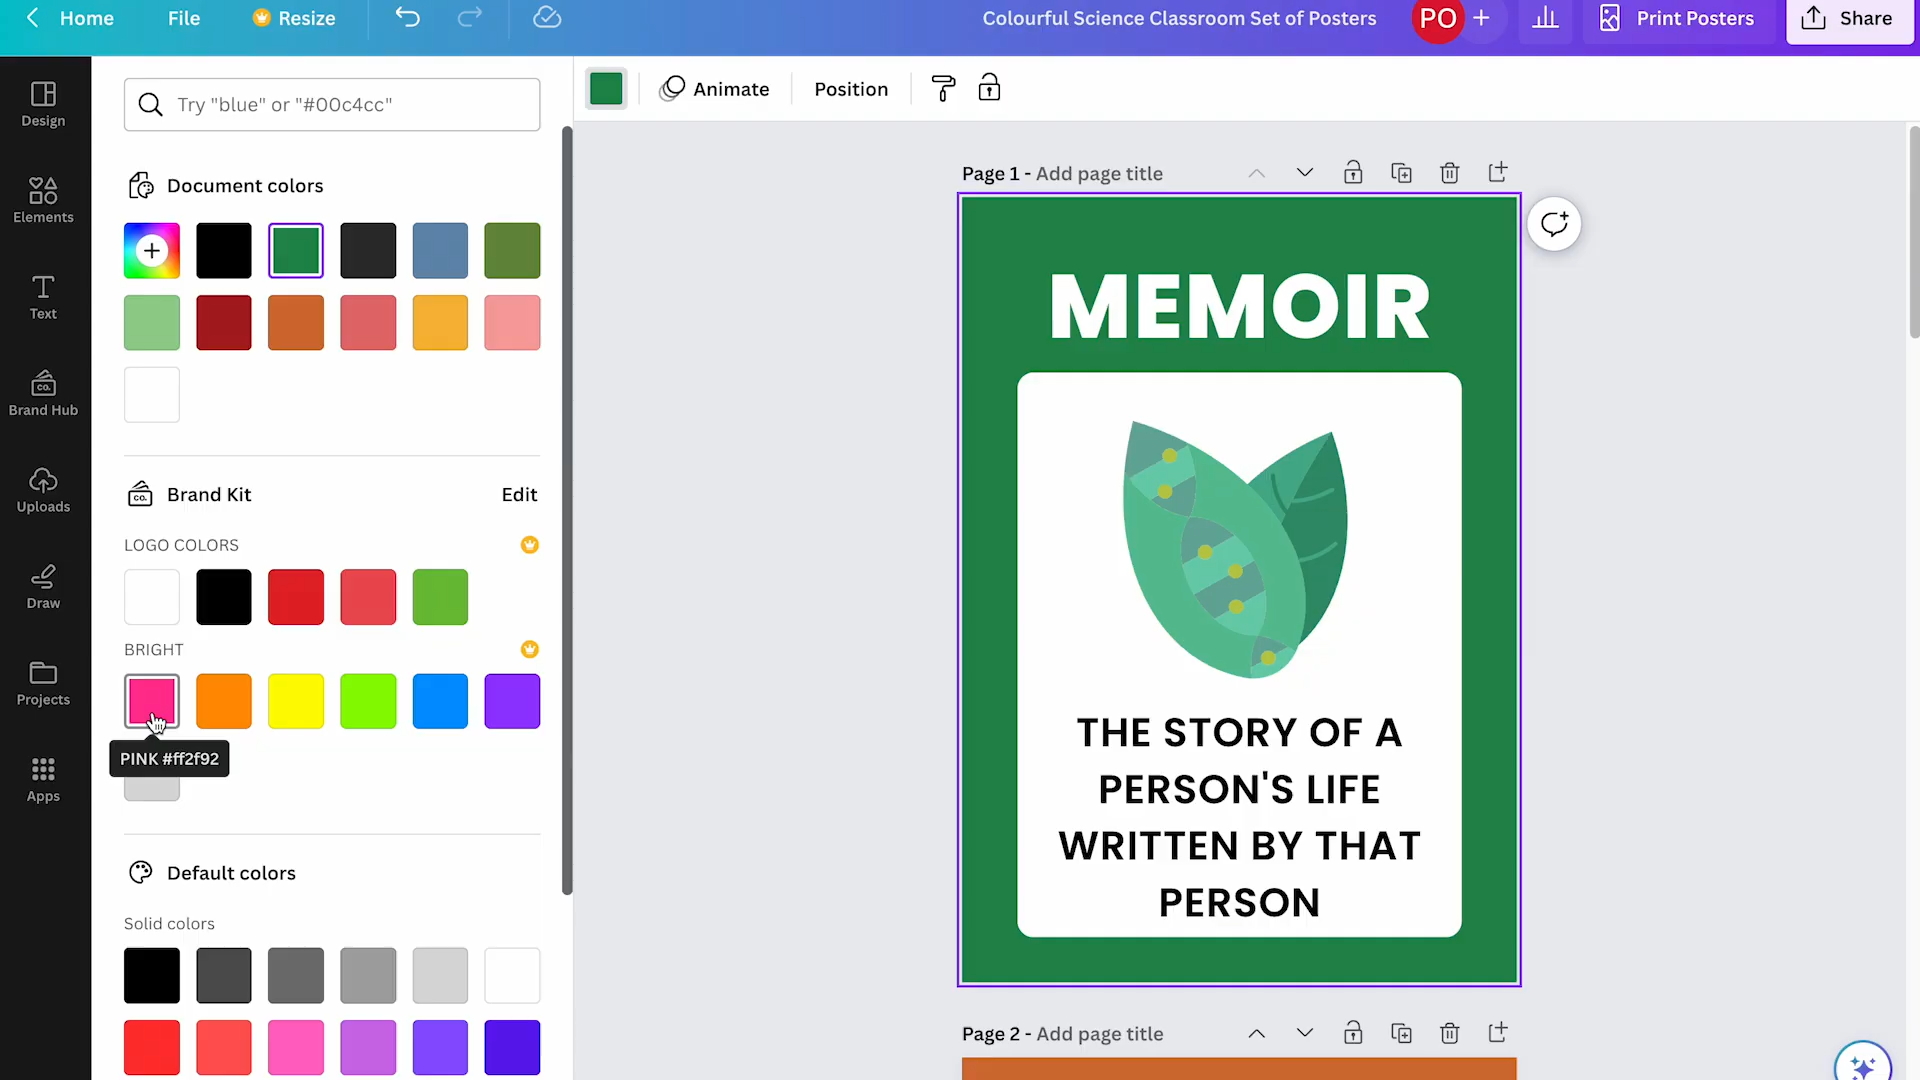 Home
File
Resize
Colourful Science Classroom Set of Posters
PO
Print Posters
Share
Design
Elements
Text
CO.
Brand Hub
Uploads
Draw
Projects
Apps
Try "blue" or "#00c4cc"
Document colors
CO.
Brand Kit
Edit
LOGO COLORS
BRIGHT
PINK #ff2f92
Default colors
Solid colors
Animate
Position
Page 1 - Add page title
MEMOIR
THE STORY OF A
PERSON'S LIFE
WRITTEN BY THAT
PERSON
Page 2 - Add page title